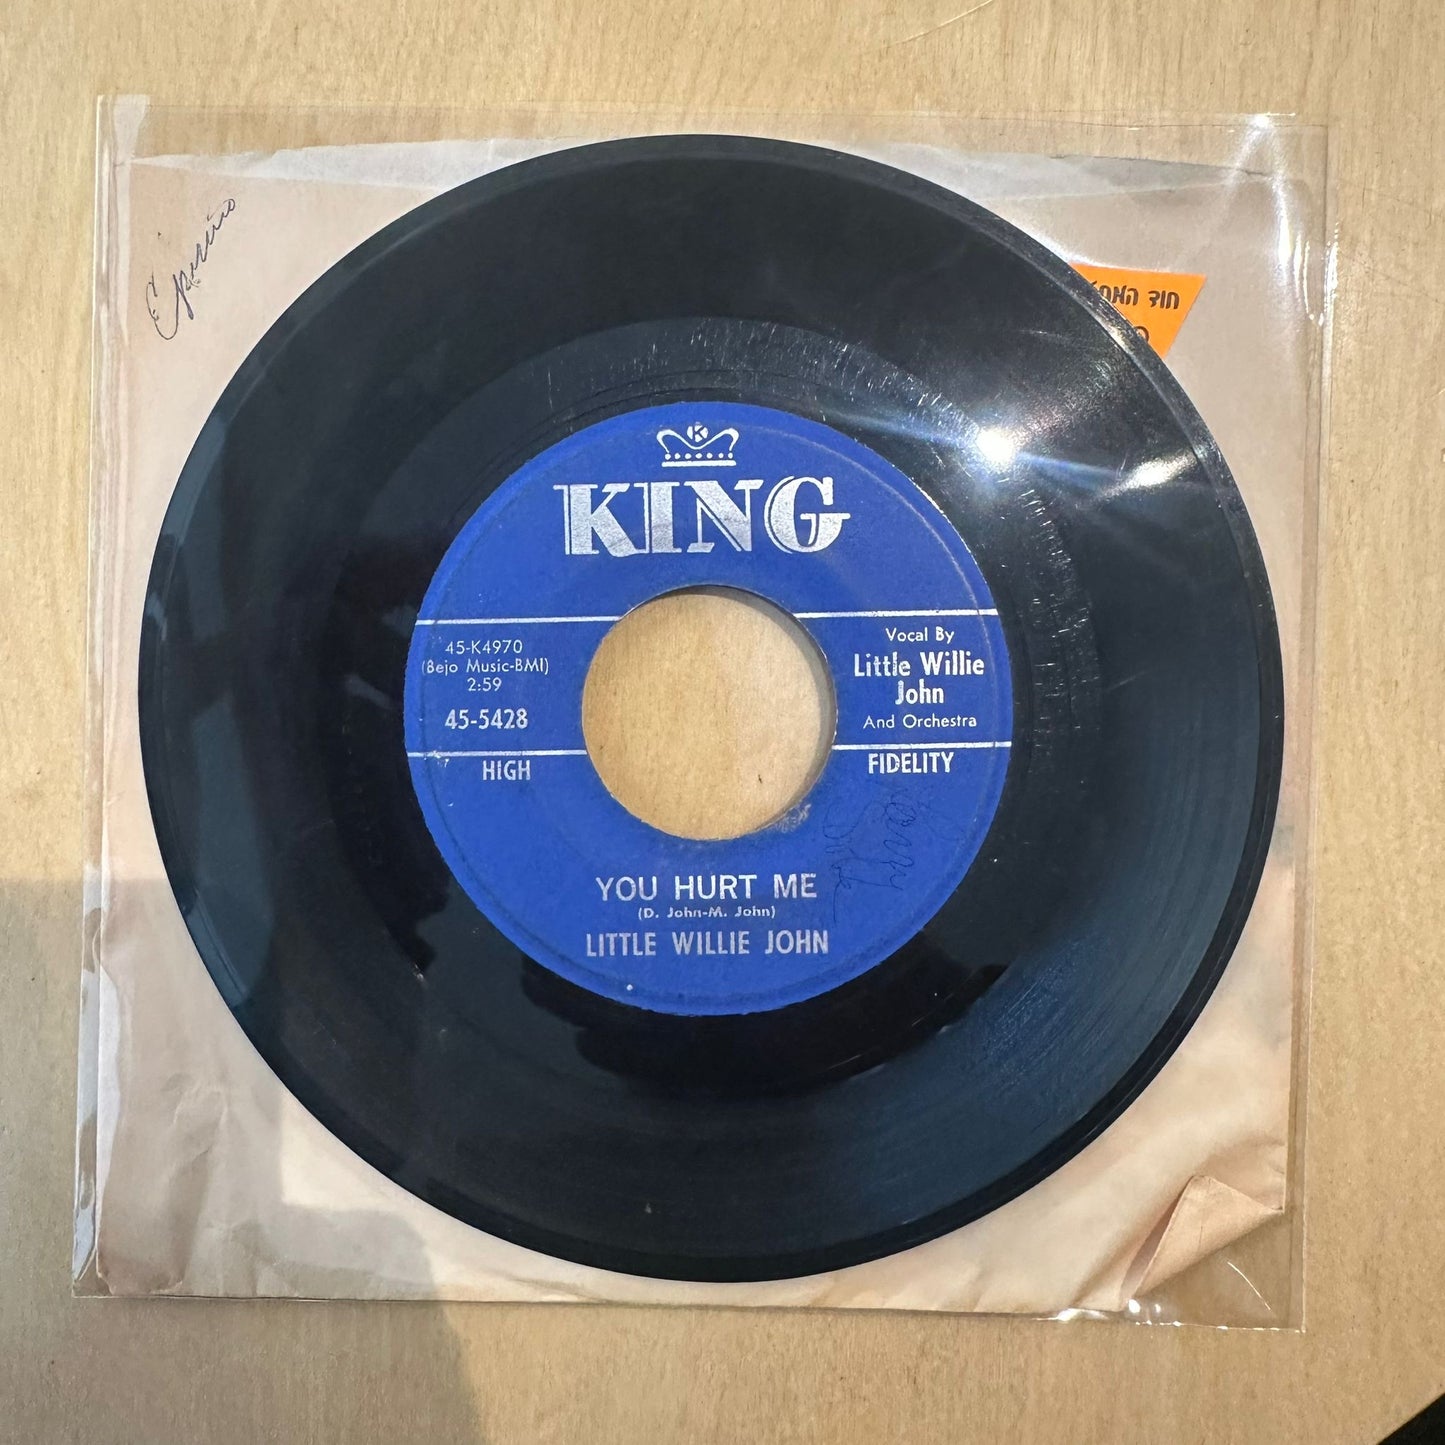 K
KING
45-K4970
(Bejo Music-BMI)
2:59
45-5428
HIGH
Vocal By
Little Willie
John
And Orchestra
FIDELITY
YOU HURT ME
(D. John-M. John)
LITTLE WILLIE JOHN
חוד